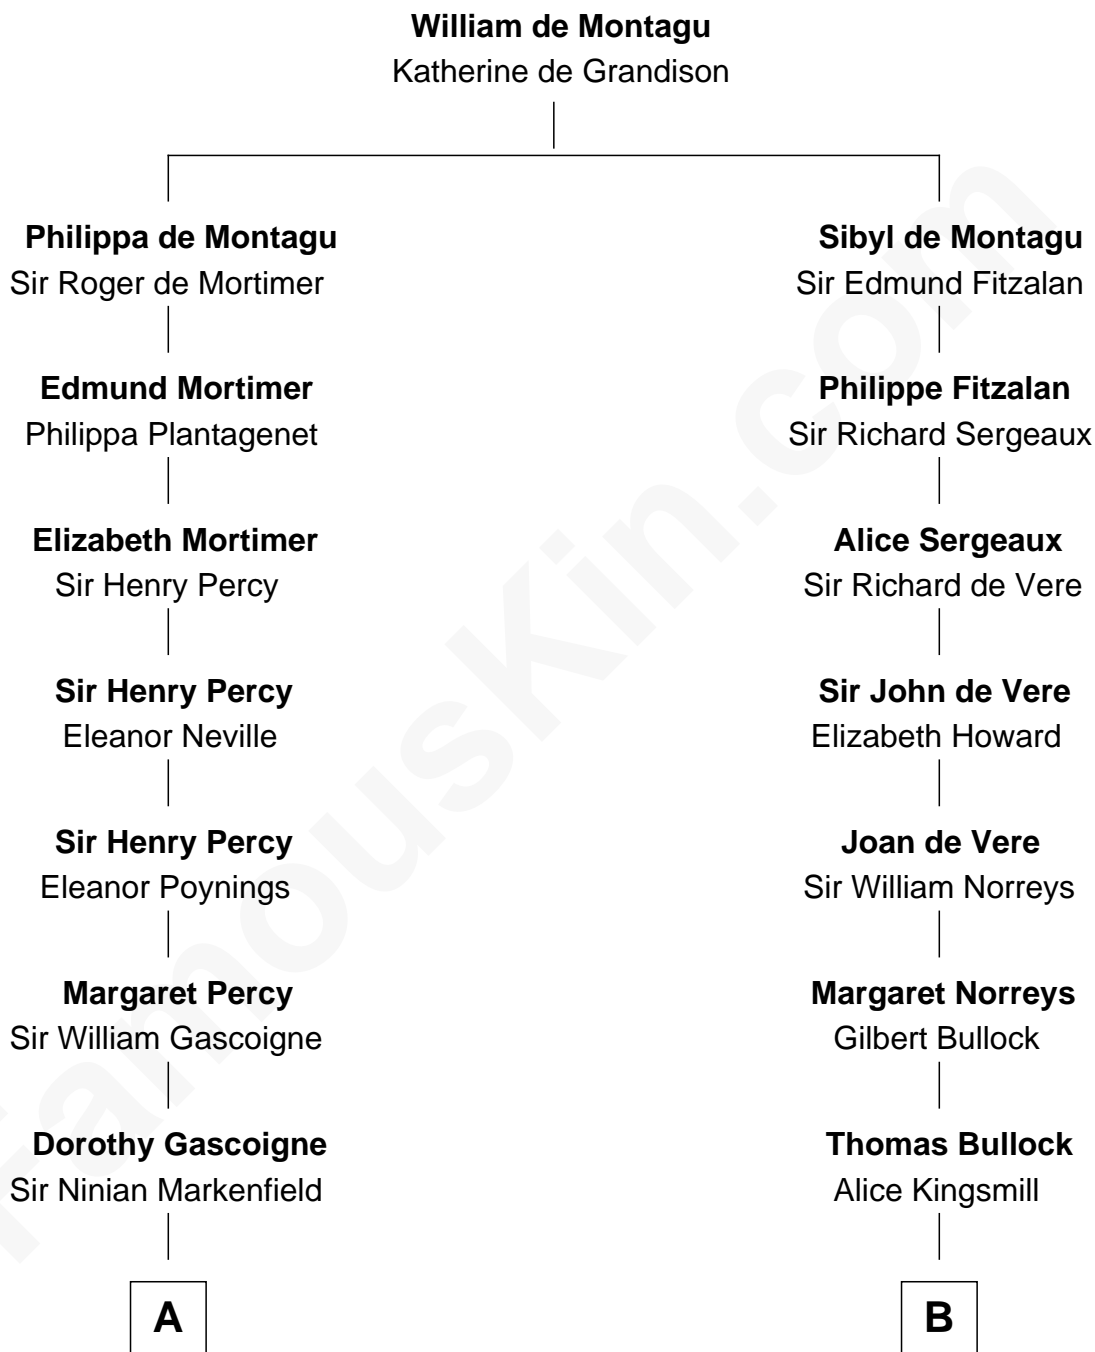 William de Montagu
Katherine de Grandison
Philippa de Montagu
Sir Roger de Mortimer
Sibyl de Montagu
Sir Edmund Fitzalan
Edmund Mortimer
Philippa Plantagenet
Philippe Fitzalan
Sir Richard Sergeaux
Elizabeth Mortimer
Sir Henry Percy
Alice Sergeaux
Sir Richard de Vere
Sir Henry Percy
Eleanor Neville
Sir John de Vere
Elizabeth Howard
Sir Henry Percy
Eleanor Poynings
Joan de Vere
Sir William Norreys
Margaret Percy
Sir William Gascoigne
Margaret Norreys
Gilbert Bullock
Dorothy Gascoigne
Sir Ninian Markenfield
Thomas Bullock
Alice Kingsmill
A
B
FamousKin.com